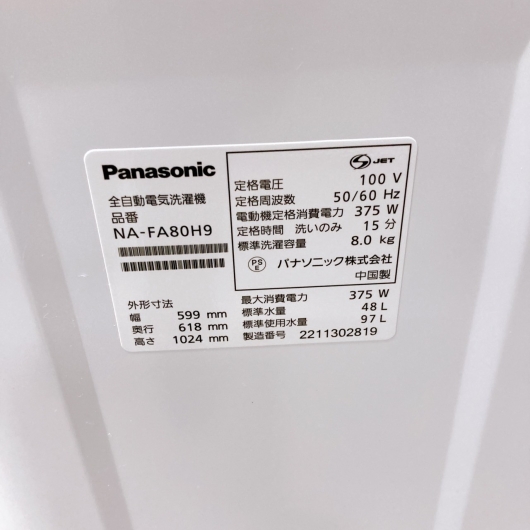 Panasonic
全自動電気洗濯機
品番
NA-FA80H9
外形寸法
幅 599 mm
奥行 618 mm
高さ 1024 mm
S JET
定格電圧 100 V
定格周波数 50/60 Hz
電動機定格消費電力 375 W
定格時間 洗いのみ 15 分
標準洗濯容量 8.0 kg
PSE パナソニック株式会社
中国製
最大消費電力 375 W
標準水量 48 L
標準使用水量 97 L
製造番号 2211302819